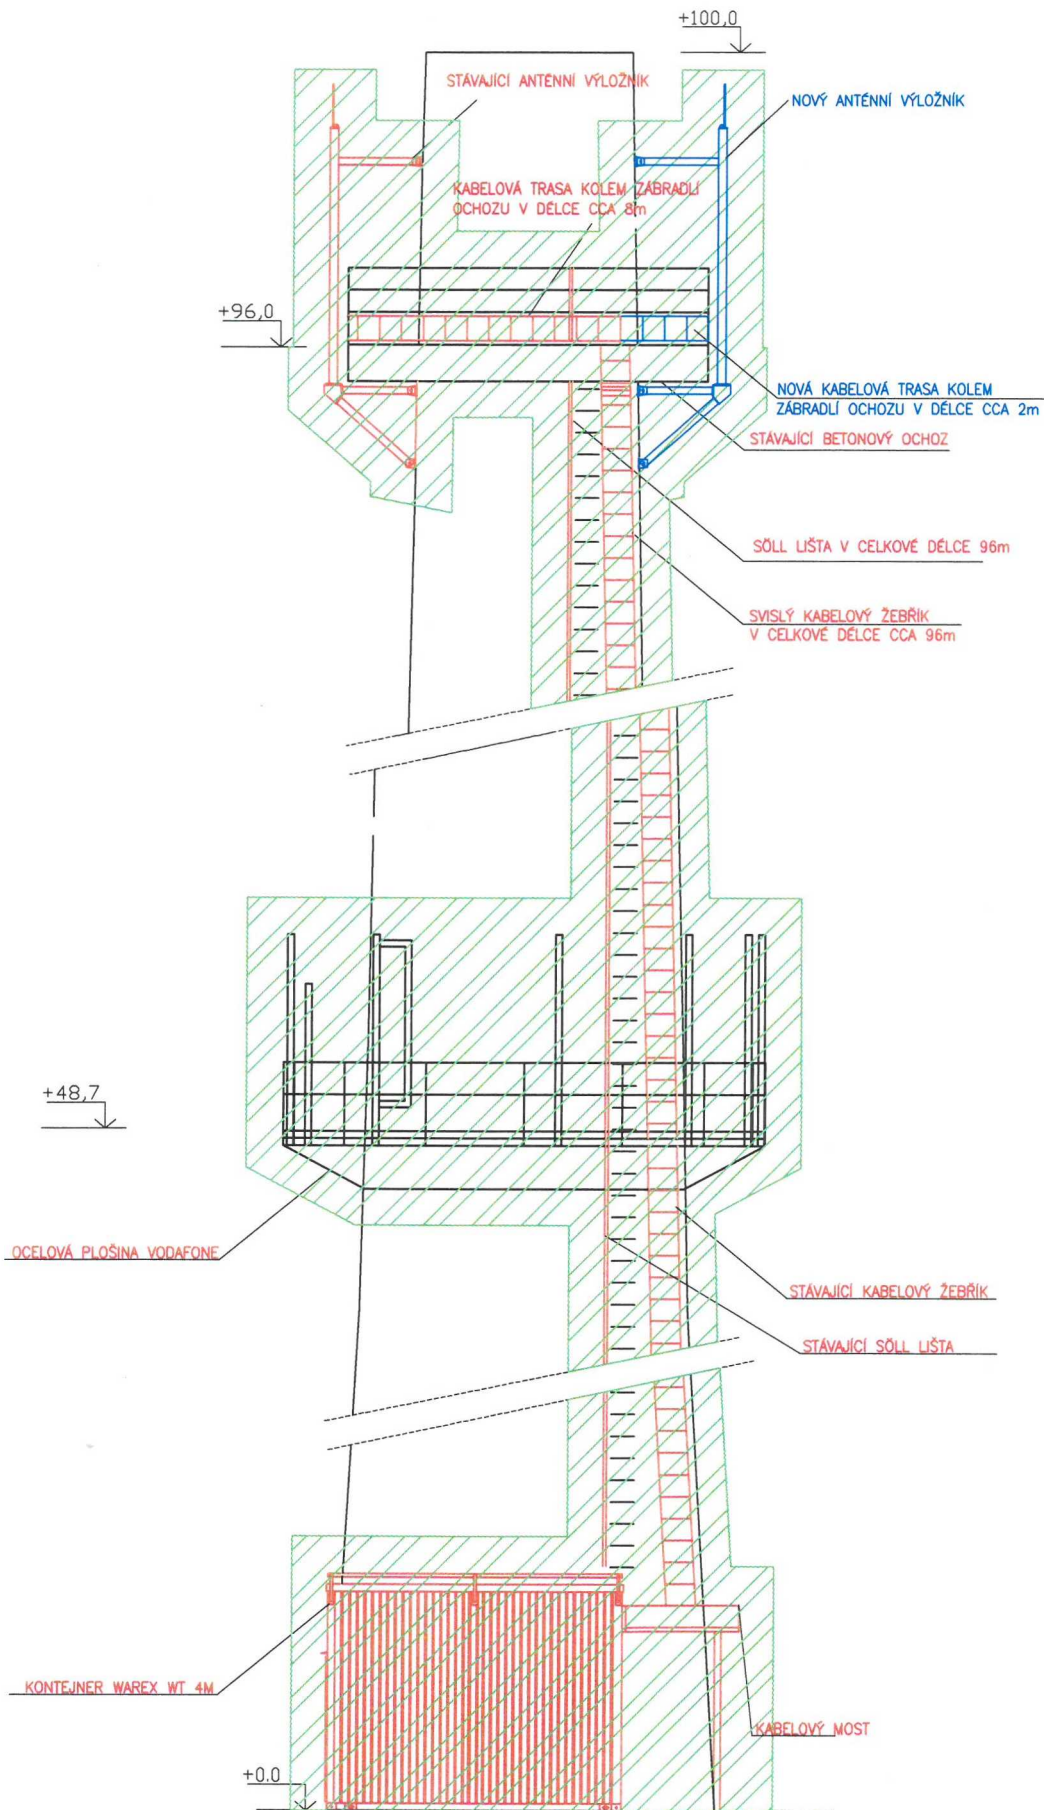 +100,0
STÁVAJÍCÍ ANTÉNNÍ VÝLOŽNÍK
NOVÝ ANTÉNNÍ VÝLOŽNÍK
KABELOVÁ TRASA KOLEM ZÁBRADLÍ
OCHOZU V DÉLCE CCA 8m
+96,0
NOVÁ KABELOVÁ TRASA KOLEM
ZÁBRADLÍ OCHOZU V DÉLCE CCA 2m
STÁVAJÍCÍ BETONOVÝ OCHOZ
SÖLL LIŠTA V CELKOVÉ DÉLCE 96m
SVISLÝ KABELOVÝ ŽEBŘÍK
V CELKOVÉ DÉLCE CCA 96m
+48,7
OCELOVÁ PLOŠINA VODAFONE
STÁVAJÍCÍ KABELOVÝ ŽEBŘÍK
STÁVAJÍCÍ SÖLL LIŠTA
KONTEJNER WAREX WT 4M
KABELOVÝ MOST
+0.0